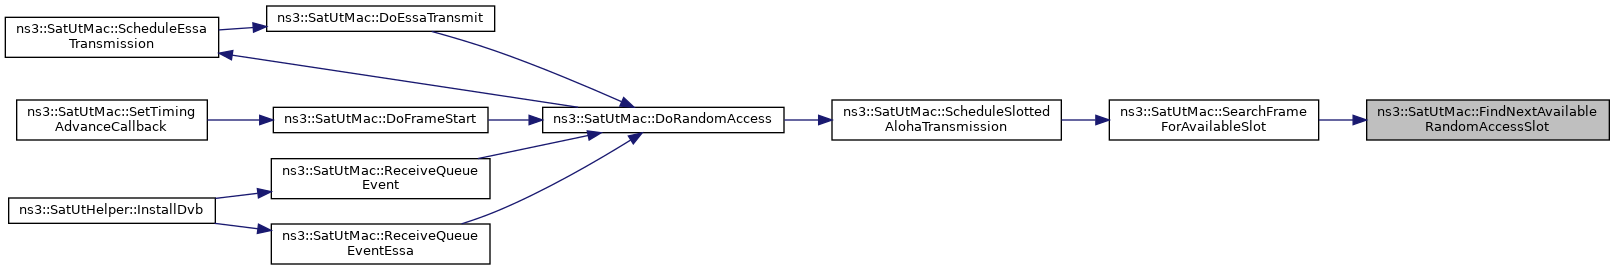 ns3::SatUtMac::DoEssaTransmit
ns3::SatUtMac::ScheduleEssa
Transmission
ns3::SatUtMac::SetTiming
AdvanceCallback
ns3::SatUtMac::DoFrameStart
ns3::SatUtMac::DoRandomAccess
ns3::SatUtMac::ScheduleSlotted
AlohaTransmission
ns3::SatUtMac::SearchFrame
ForAvailableSlot
ns3::SatUtMac::FindNextAvailable
RandomAccessSlot
ns3::SatUtMac::ReceiveQueue
Event
ns3::SatUtHelper::InstallDvb
ns3::SatUtMac::ReceiveQueue
EventEssa